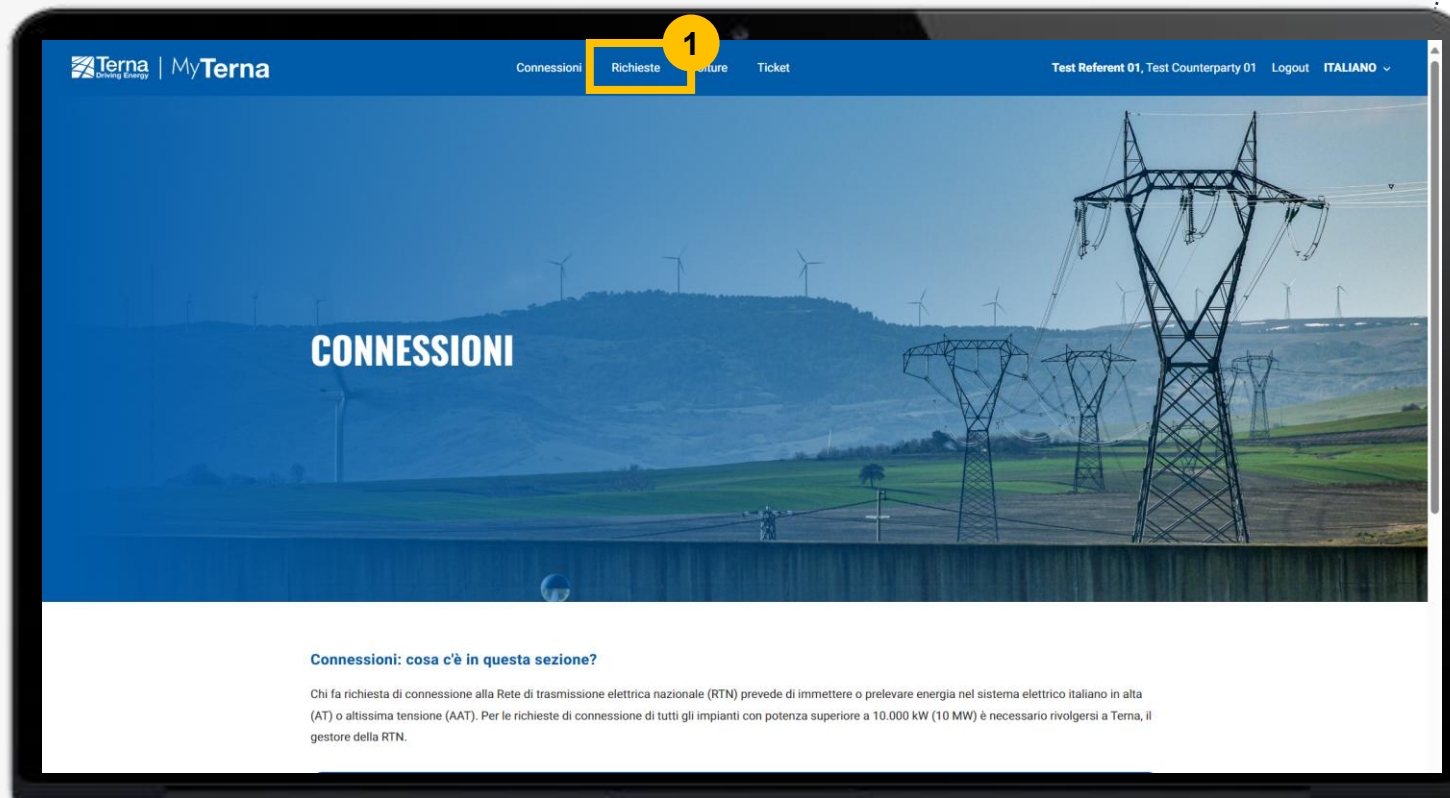 Terna Driving Energy | MyTerna
Connessioni Richieste Ticket
1
Test Referent 01, Test Counterparty 01 Logout ITALIANO
CONNESSIONI
Connessioni: cosa c'è in questa sezione?
Chi fa richiesta di connessione alla Rete di trasmissione elettrica nazionale (RTN) prevede di immettere o prelevare energia nel sistema elettrico italiano in alta
(AT) o altissima tensione (AAT). Per le richieste di connessione di tutti gli impianti con potenza superiore a 10.000 kW (10 MW) è necessario rivolgersi a Terna, il
gestore della RTN.